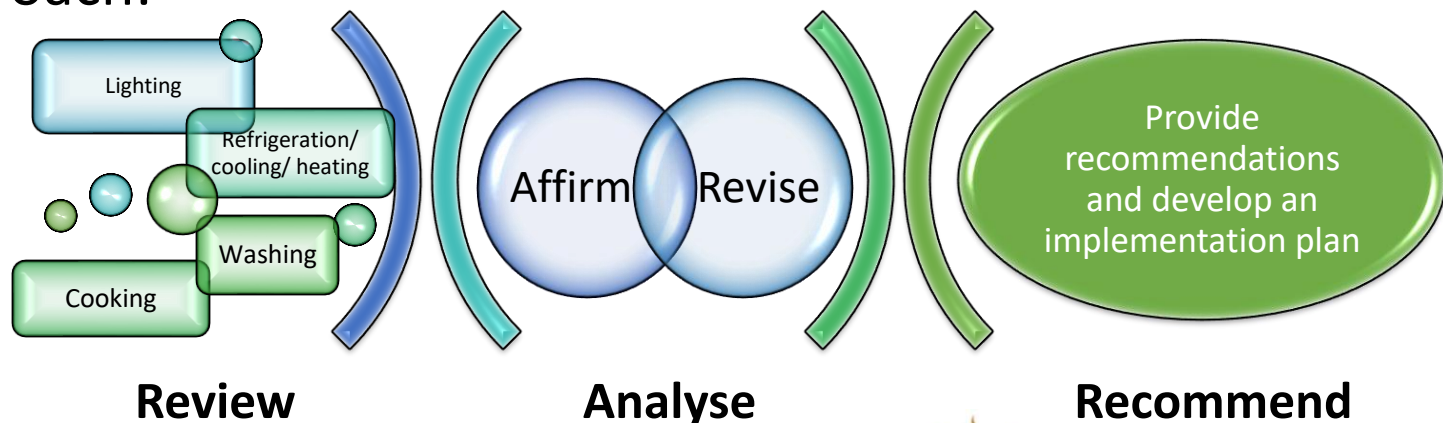 Lighting
Refrigeration/
cooling/ heating
Washing
Cooking
Affirm
Revise
Provide
recommendations
and develop an
implementation plan
Review
Analyse
Recommend